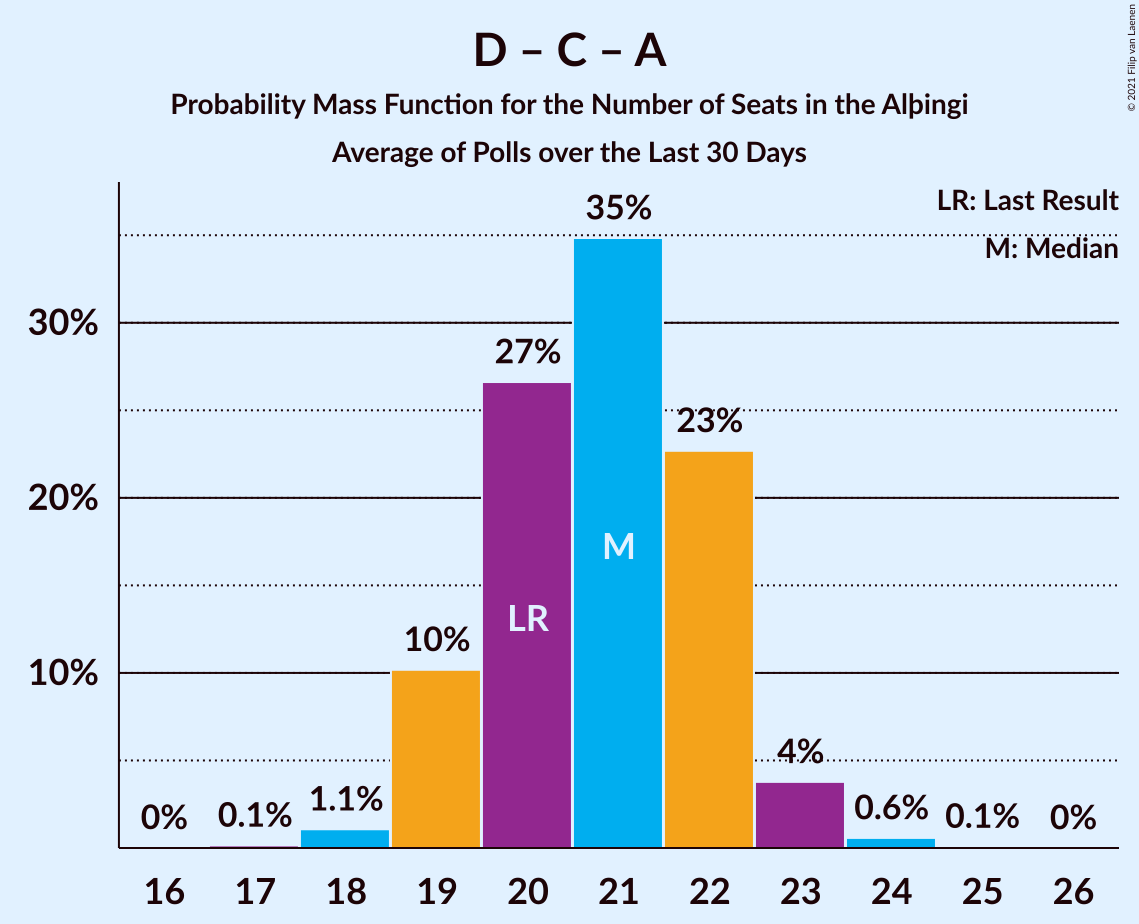 D – C – A
Probability Mass Function for the Number of Seats in the Alþingi
Average of Polls over the Last 30 Days
© 2021 Filip van Laenen
LR: Last Result
M: Median
30%
20%
10%
0%
0.1%
1.1%
10%
27%
35%
23%
4%
0.6%
0.1%
0%
LR
M
16 17 18 19 20 21 22 23 24 25 26